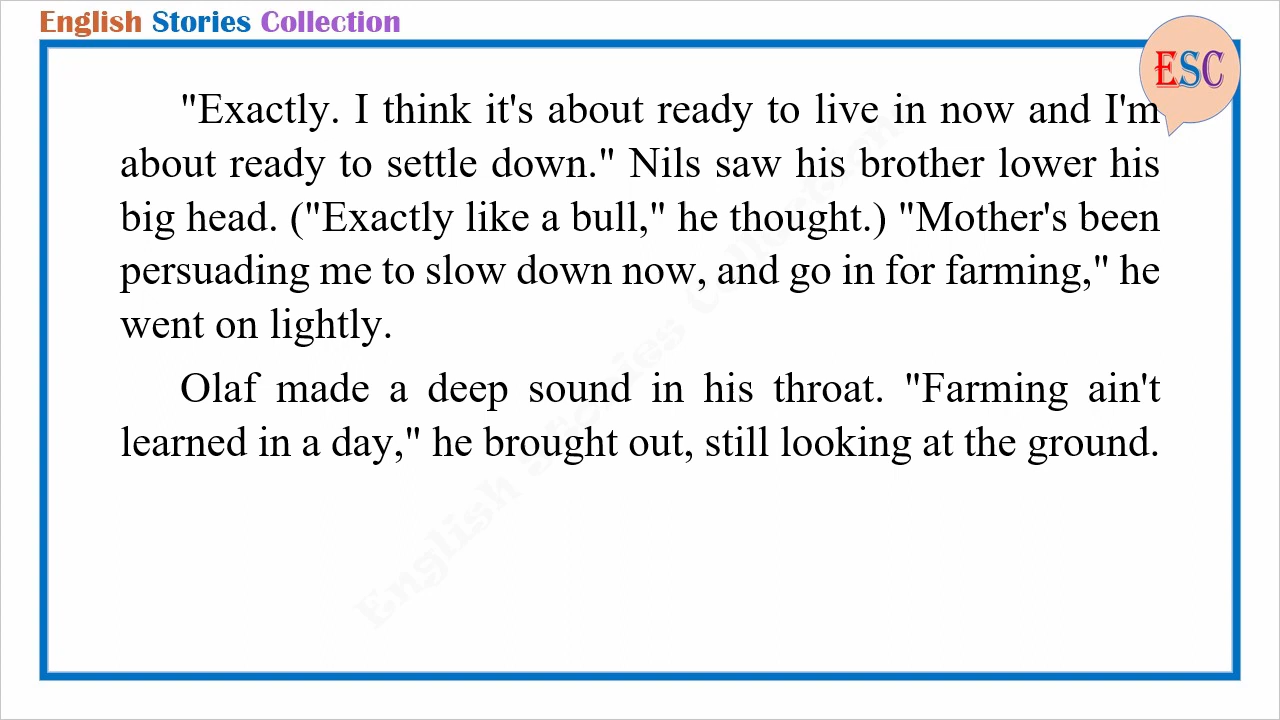 English Stories Collection
ESC
"Exactly. I think it's about ready to live in now and I'm
about ready to settle down." Nils saw his brother lower his
big head. ("Exactly like a bull," he thought.) "Mother's been
persuading me to slow down now, and go in for farming," he
went on lightly.
Olaf made a deep sound in his throat. "Farming ain't
learned in a day," he brought out, still looking at the ground.
English Stories Collection